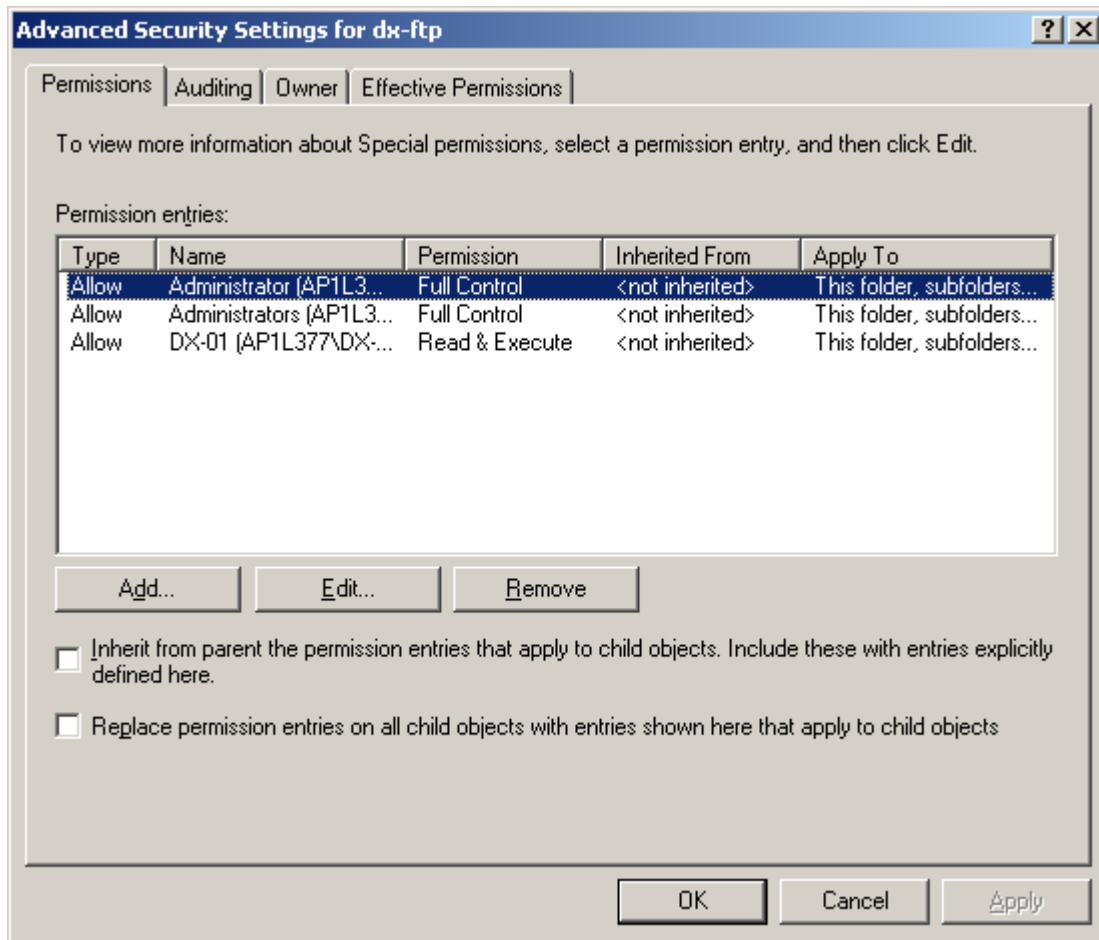 Advanced Security Settings for dx-ftp
Permissions Auditing Owner Effective Permissions
To view more information about Special permissions, select a permission entry, and then click Edit.
Permission entries:
Type Name Permission Inherited From Apply To
Allow Administrator (AP1L3... Full Control <not inherited> This folder, subfolders...
Allow Administrators (AP1L3... Full Control <not inherited> This folder, subfolders...
Allow DX-01 (AP1L377\DX-... Read & Execute <not inherited> This folder, subfolders...
Add... Edit... Remove
Inherit from parent the permission entries that apply to child objects. Include these with entries explicitly
defined here.
Replace permission entries on all child objects with entries shown here that apply to child objects
OK Cancel Apply